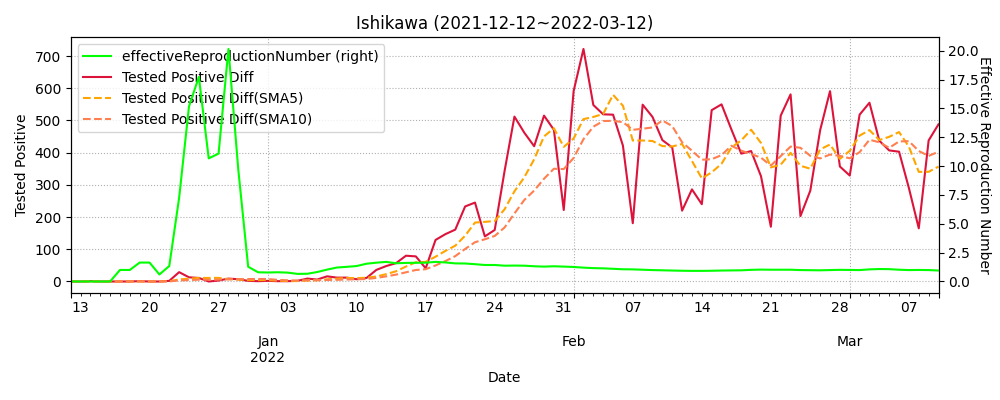 Ishikawa (2021-12-12~2022-03-12)
effectiveReproductionNumber (right)
Tested Positive Diff
Tested Positive Diff(SMA5)
Tested Positive Diff(SMA10)
Tested Positive
700
600
500
400
300
200
100
0
20.0
17.5
15.0
12.5
10.0
7.5
5.0
2.5
0.0
Effective Reproduction Number
13 20 27 03 10 17 24 31 07 14 21 28 07
Jan Feb Mar
2022
Date